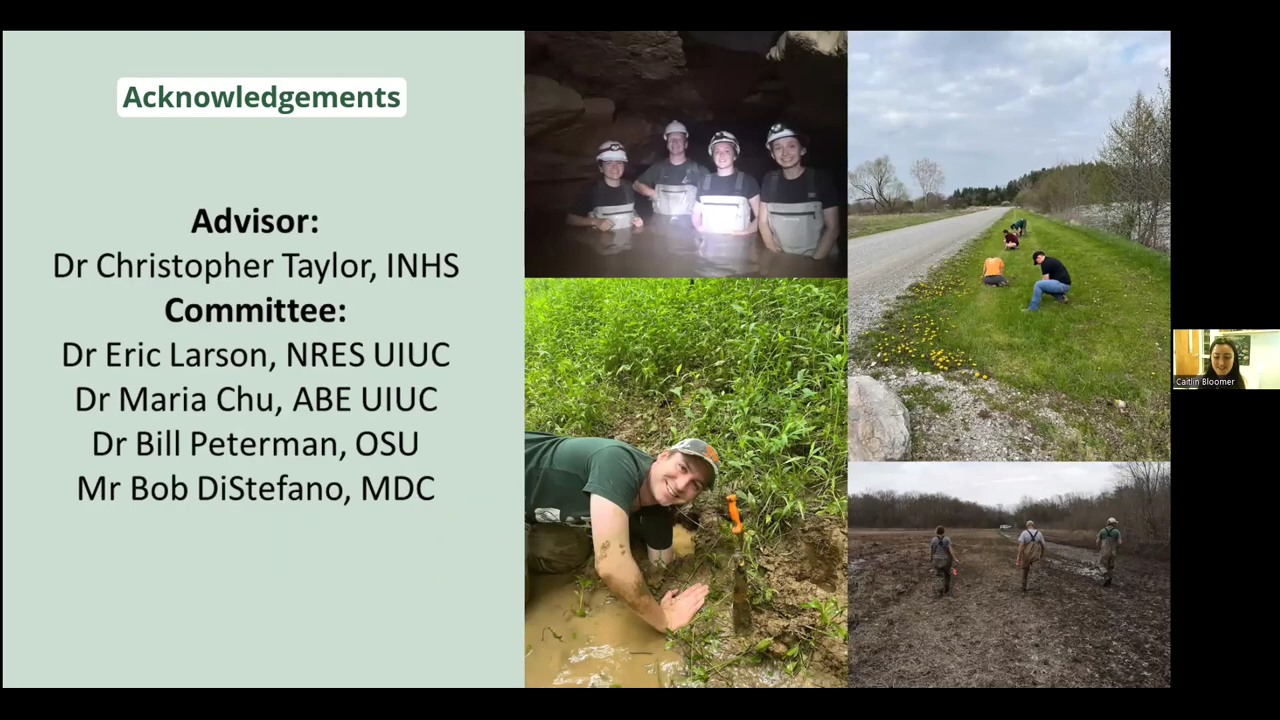 Acknowledgements
Advisor:
Dr Christopher Taylor, INHS
Committee:
Dr Eric Larson, NRES UIUC
Dr Maria Chu, ABE UIUC
Dr Bill Peterman, OSU
Mr Bob DiStefano, MDC
Caitlin Bloomer